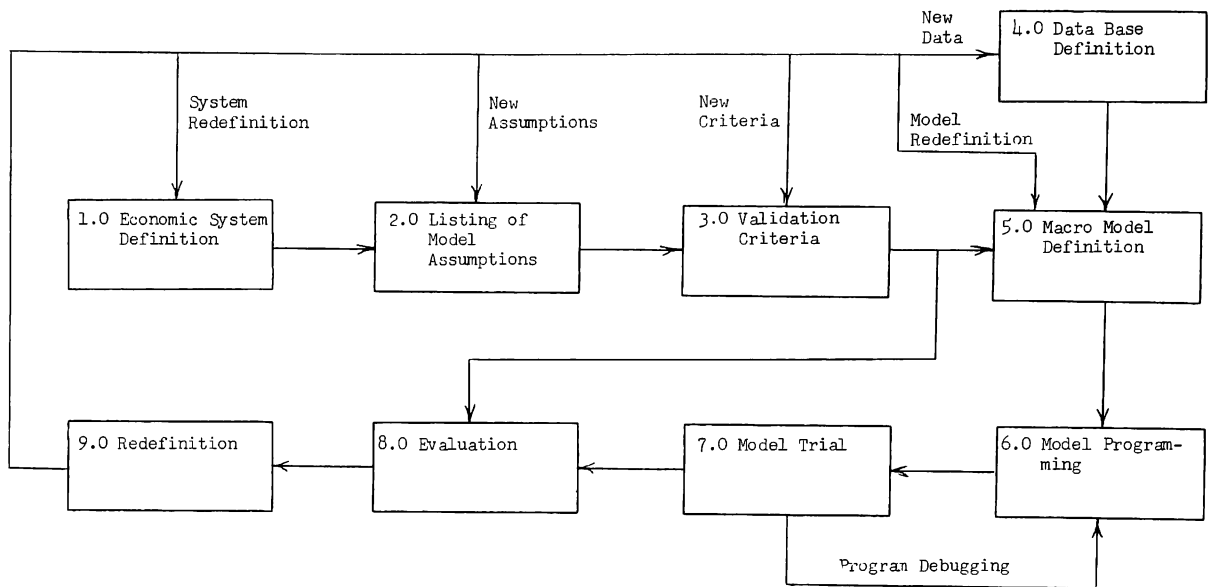 New
Data
4.0 Data Base
Definition
System
Redefinition
New
Assumptions
New
Criteria
Model
Redefinition
1.0 Economic System
Definition
2.0 Listing of
Model
Assumptions
3.0 Validation
Criteria
5.0 Macro Model
Definition
9.0 Redefinition
8.0 Evaluation
7.0 Model Trial
6.0 Model Program-
ming
Program Debugging